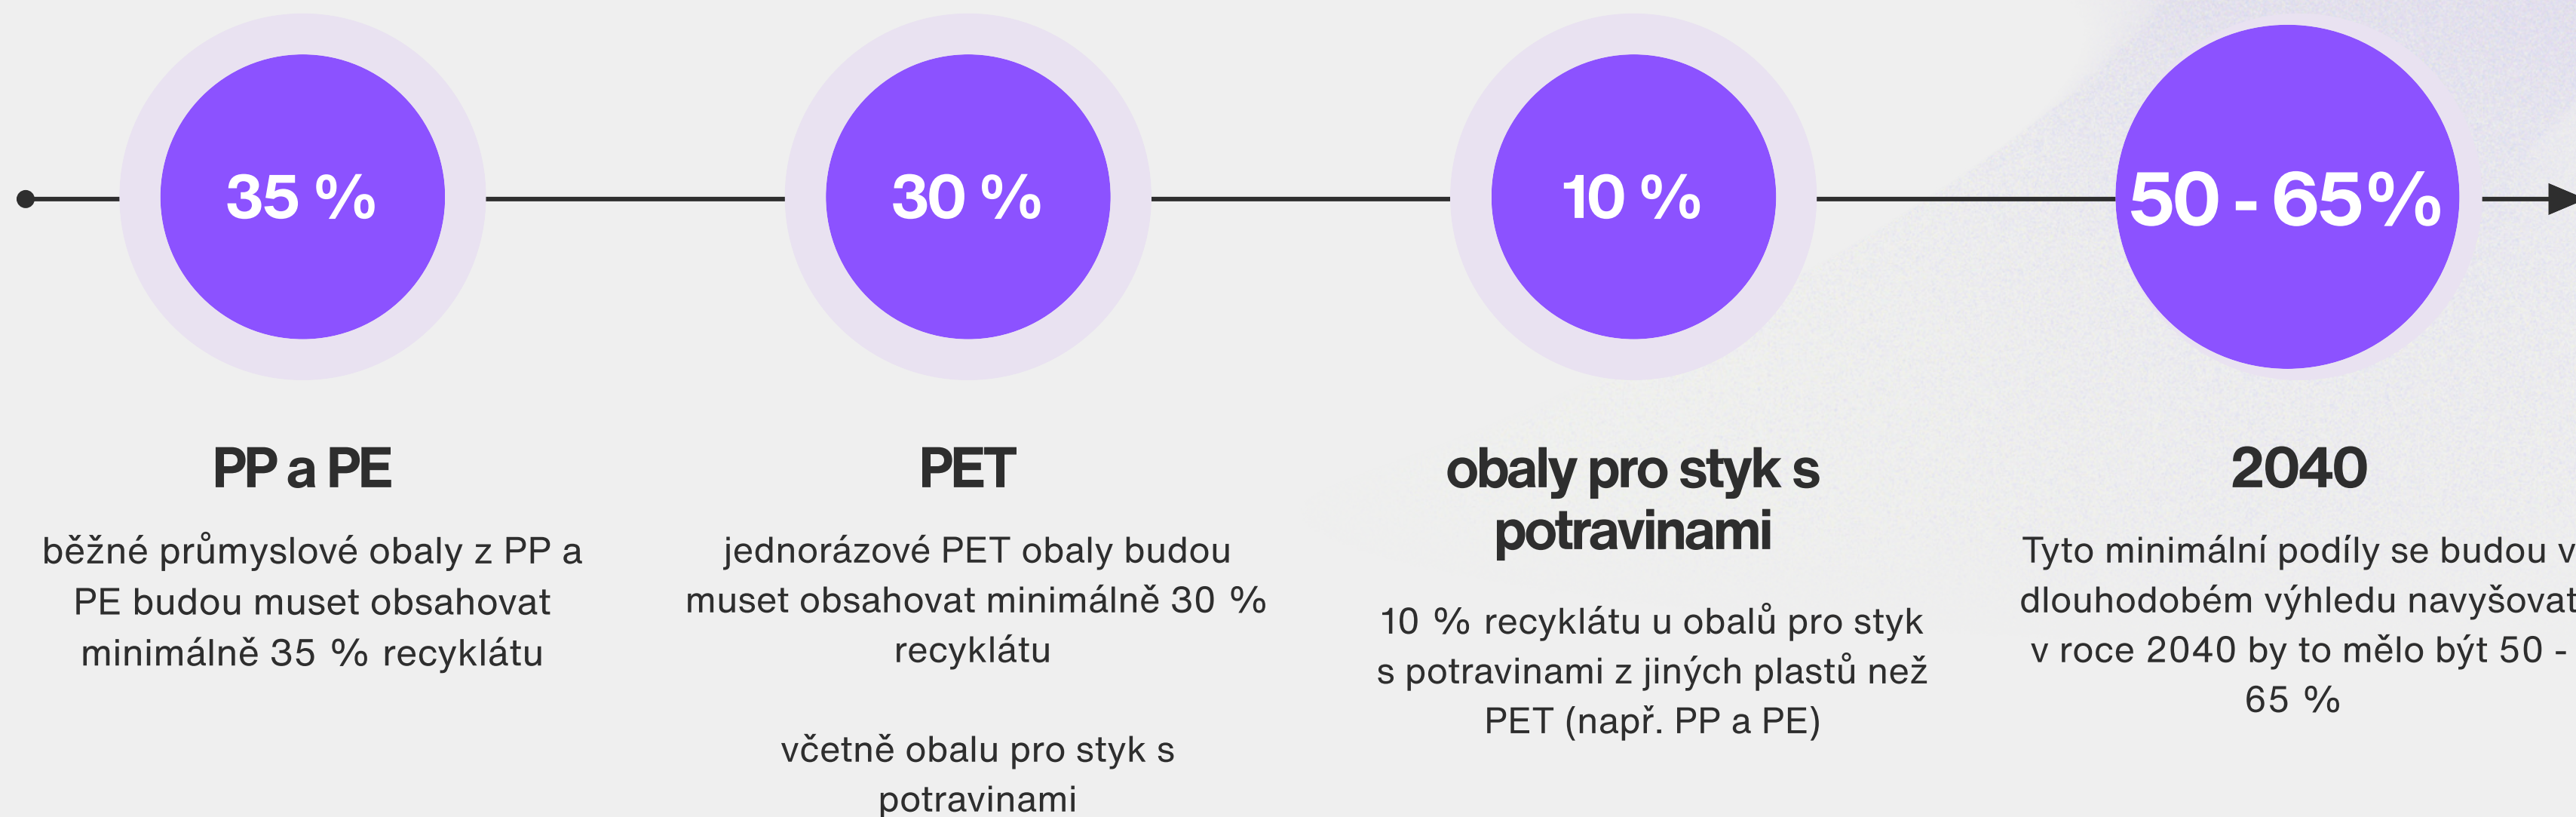 35 %
30 %
10 %
50 - 65%
PP a PE
běžné průmyslové obaly z PP a
PE budou muset obsahovat
minimálně 35 % recyklátu
PET
jednorázové PET obaly budou
muset obsahovat minimálně 30 %
recyklátu
včetně obalu pro styk s
potravinami
obaly pro styk s
potravinami
10 % recyklátu u obalů pro styk
s potravinami z jiných plastů než
PET (např. PP a PE)
2040
Tyto minimální podíly se budou v
dlouhodobém výhledu navyšovat
v roce 2040 by to mělo být 50 -
65 %